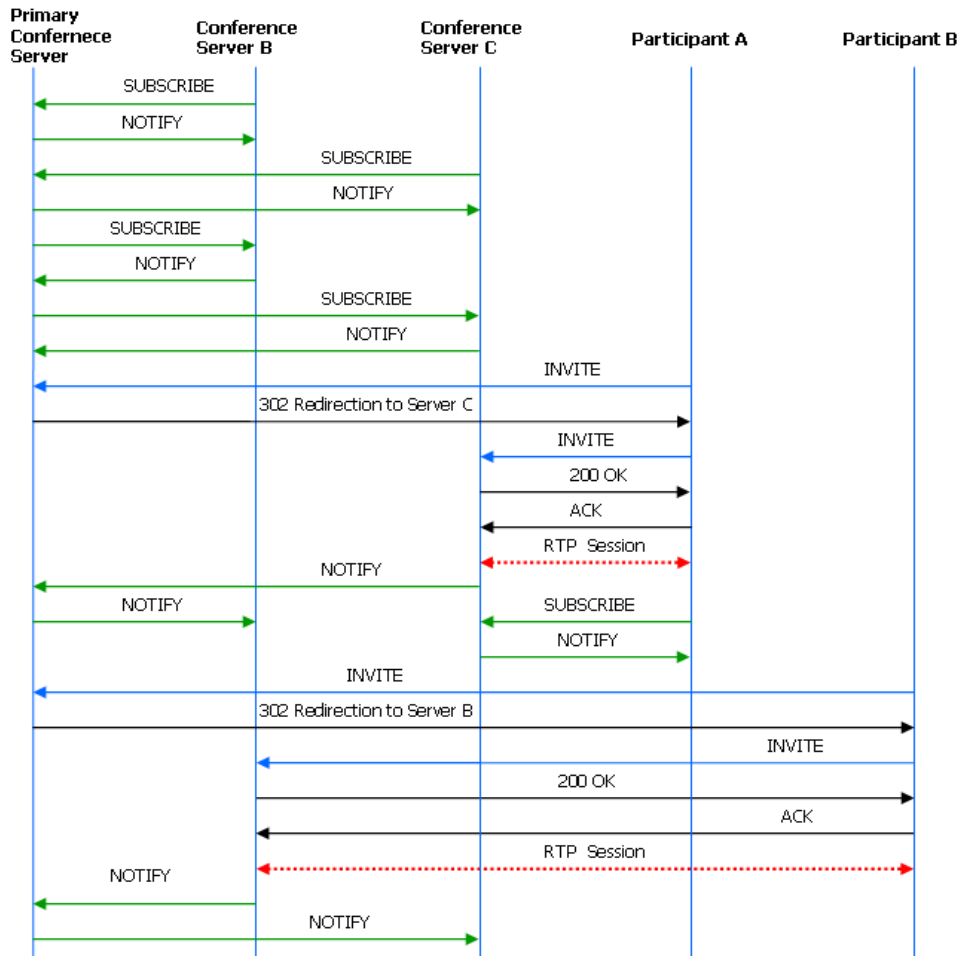 Primary
Confernece
Server
Conference
Server B
Conference
Server C
Participant A
Participant B
SUBSCRIBE
NOTIFY
SUBSCRIBE
NOTIFY
SUBSCRIBE
NOTIFY
SUBSCRIBE
NOTIFY
INVITE
302 Redirection to Server C
INVITE
200 OK
ACK
RTP Session
NOTIFY
NOTIFY
SUBSCRIBE
NOTIFY
INVITE
302 Redirection to Server B
INVITE
200 OK
ACK
RTP Session
NOTIFY
NOTIFY